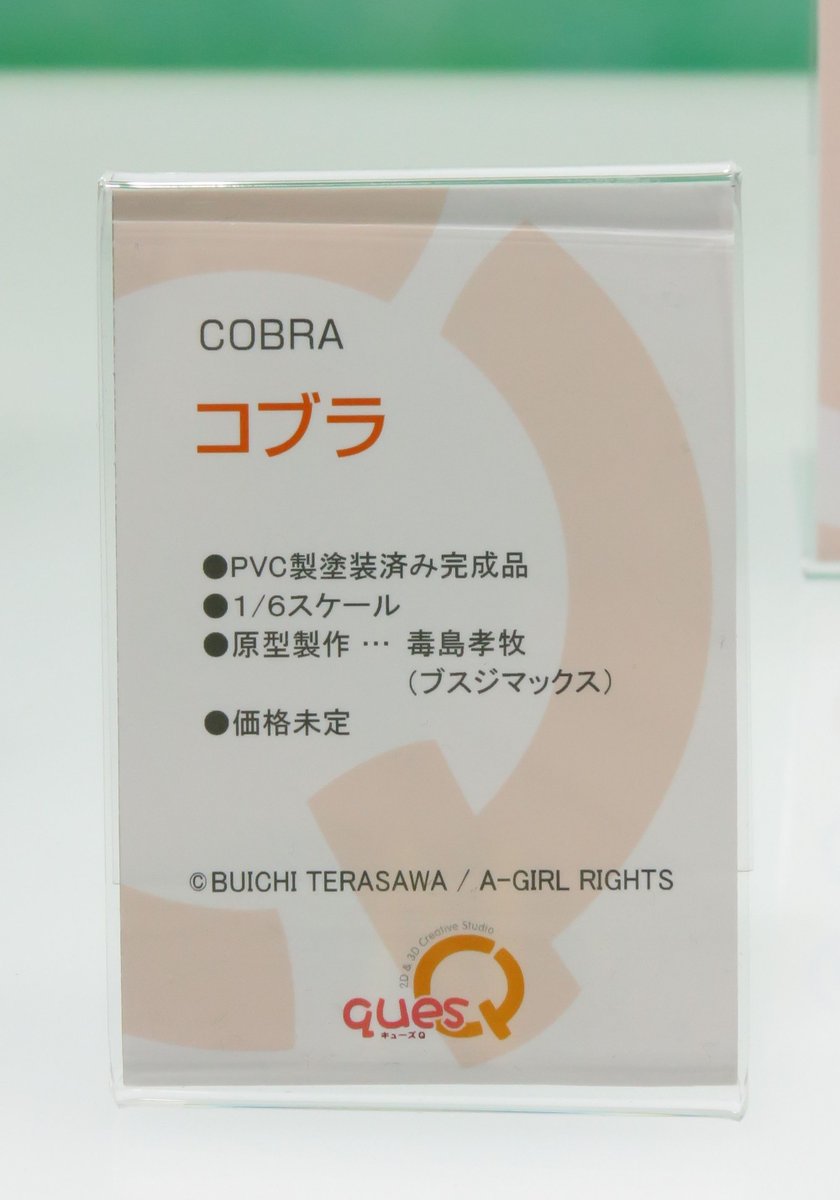 COBRA
コブラ
●PVC製塗装済み完成品
●1/6スケール
●原型製作 … 毒島孝牧
(ブスジマックス)
●価格未定
©BUICHI TERASAWA / A-GIRL RIGHTS
2D & 3D Creative Studio
quesQ
キューズQ